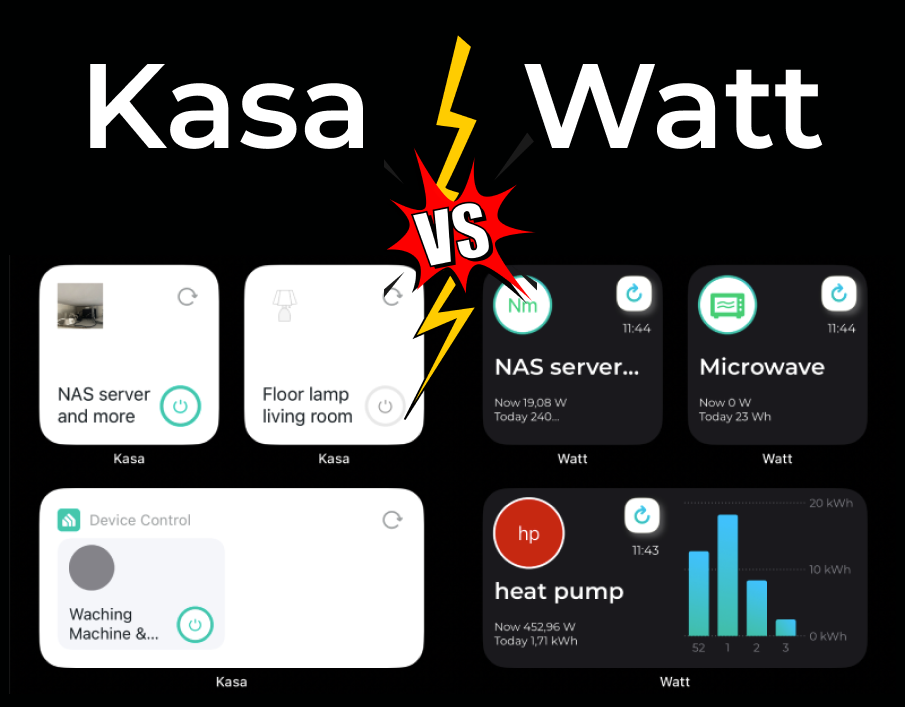 Kasa
VS
Watt
NAS server
and more
Kasa
Floor lamp
living room
Kasa
Nm
11:44
NAS server...
Now 19,08 W
Today 240...
Watt
11:44
Microwave
Now 0 W
Today 23 Wh
Watt
Device Control
Waching
Machine &...
Kasa
hp
11:43
heat pump
Now 452,96 W
Today 1,71 kWh
20 kWh
10 kWh
0 kWh
52 1 2 3
Watt